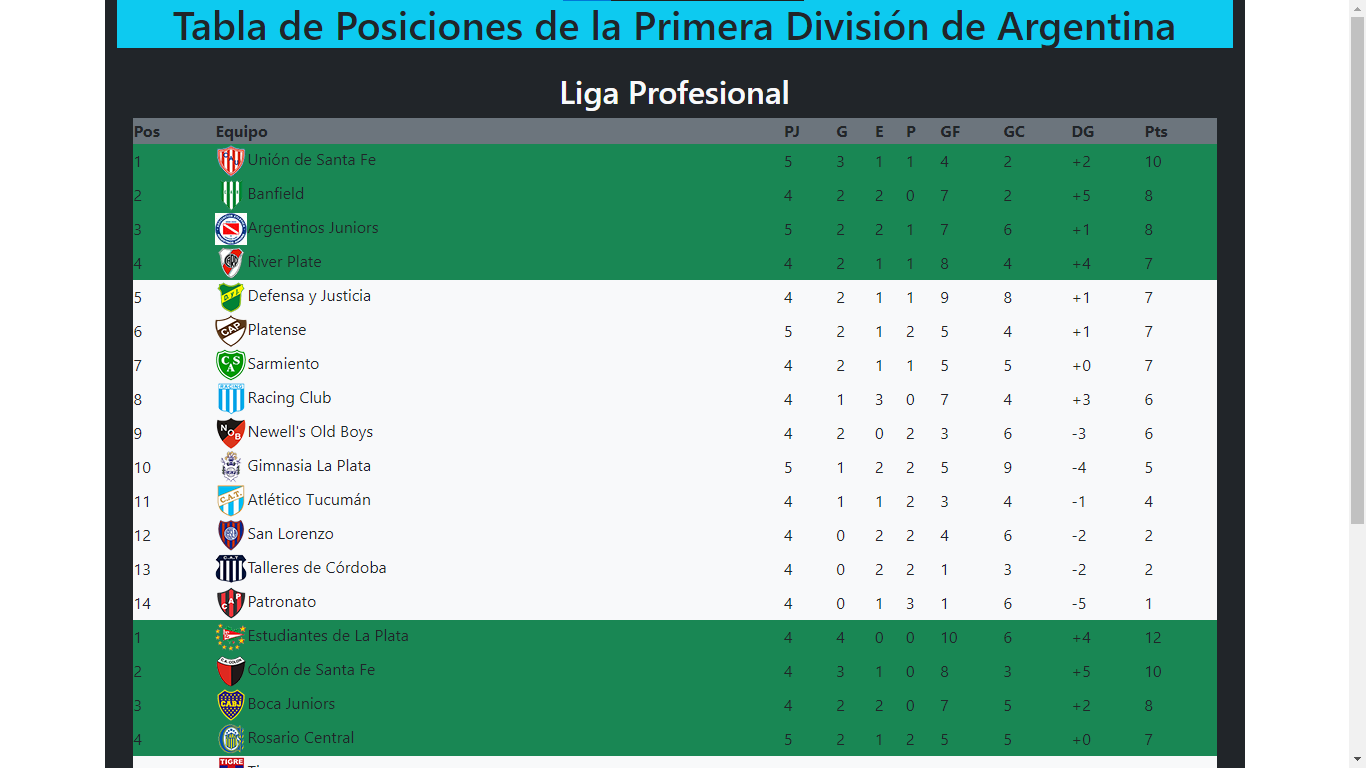 Tabla de Posiciones de la Primera División de Argentina
Liga Profesional
Pos Equipo PJ G E P GF GC DG Pts
1 Unión de Santa Fe 5 3 1 1 4 2 +2 10
2 Banfield 4 2 2 0 7 2 +5 8
3 Argentinos Juniors 5 2 2 1 7 6 +1 8
4 River Plate 4 2 1 1 8 4 +4 7
5 Defensa y Justicia 4 2 1 1 9 8 +1 7
6 CAP Platense 5 2 1 2 5 4 +1 7
7 CSA Sarmiento 4 2 1 1 5 5 +0 7
8 RACING Racing Club 4 1 3 0 7 4 +3 6
9 NOB Newell's Old Boys 4 2 0 2 3 6 -3 6
10 Gimnasia La Plata 5 1 2 2 5 9 -4 5
11 C.A.T. Atlético Tucumán 4 1 1 2 3 4 -1 4
12 San Lorenzo 4 0 2 2 4 6 -2 2
13 C.A.T Talleres de Córdoba 4 0 2 2 1 3 -2 2
14 CAP Patronato 4 0 1 3 1 6 -5 1
1 Estudiantes de La Plata 4 4 0 0 10 6 +4 12
2 Colón de Santa Fe 4 3 1 0 8 3 +5 10
3 CABJ Boca Juniors 4 2 2 0 7 5 +2 8
4 Rosario Central 5 2 1 2 5 5 +0 7
TIGRE